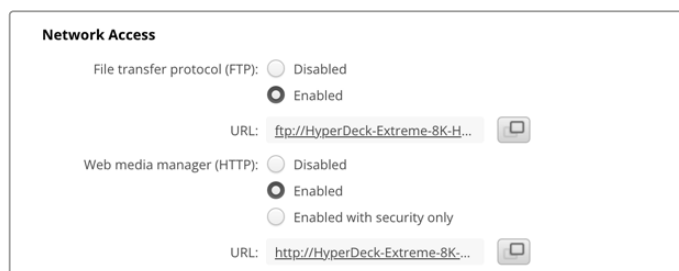 Network Access
File transfer protocol (FTP): Disabled
Enabled
URL: ftp://HyperDeck-Extreme-8K-H...
Web media manager (HTTP): Disabled
Enabled
Enabled with security only
URL: http://HyperDeck-Extreme-8K-...